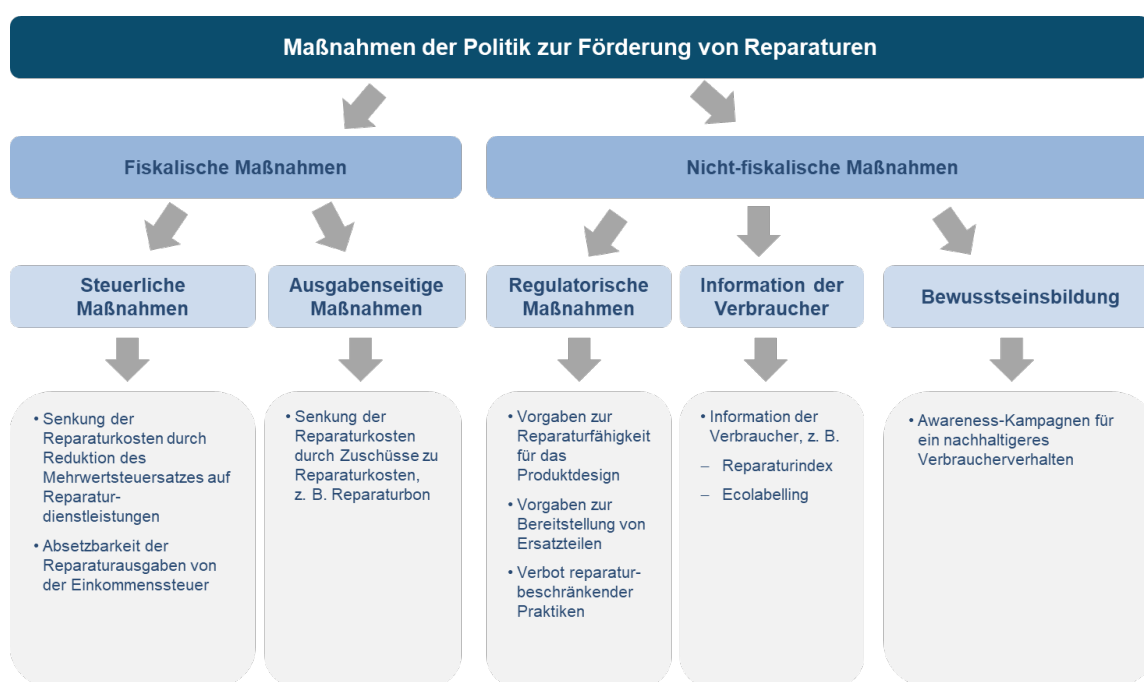 Maßnahmen der Politik zur Förderung von Reparaturen
Fiskalische Maßnahmen
Nicht-fiskalische Maßnahmen
Steuerliche
Maßnahmen
Ausgabenseitige
Maßnahmen
Regulatorische
Maßnahmen
Information der
Verbraucher
Bewusstseinsbildung
• Senkung der
Reparaturkosten durch
Reduktion des
Mehrwertsteuersatzes auf
Reparatur-
dienstleistungen
• Absetzbarkeit der
Reparaturausgaben von
der Einkommenssteuer
• Senkung der
Reparaturkosten
durch Zuschüsse zu
Reparaturkosten,
z. B. Reparaturbon
• Vorgaben zur
Reparaturfähigkeit
für das
Produktdesign
• Vorgaben zur
Bereitstellung von
Ersatzteilen
• Verbot reparatur-
beschränkender
Praktiken
• Information der
Verbraucher, z. B.
– Reparaturindex
– Ecolabelling
• Awareness-Kampagnen für
ein nachhaltigeres
Verbraucherverhalten